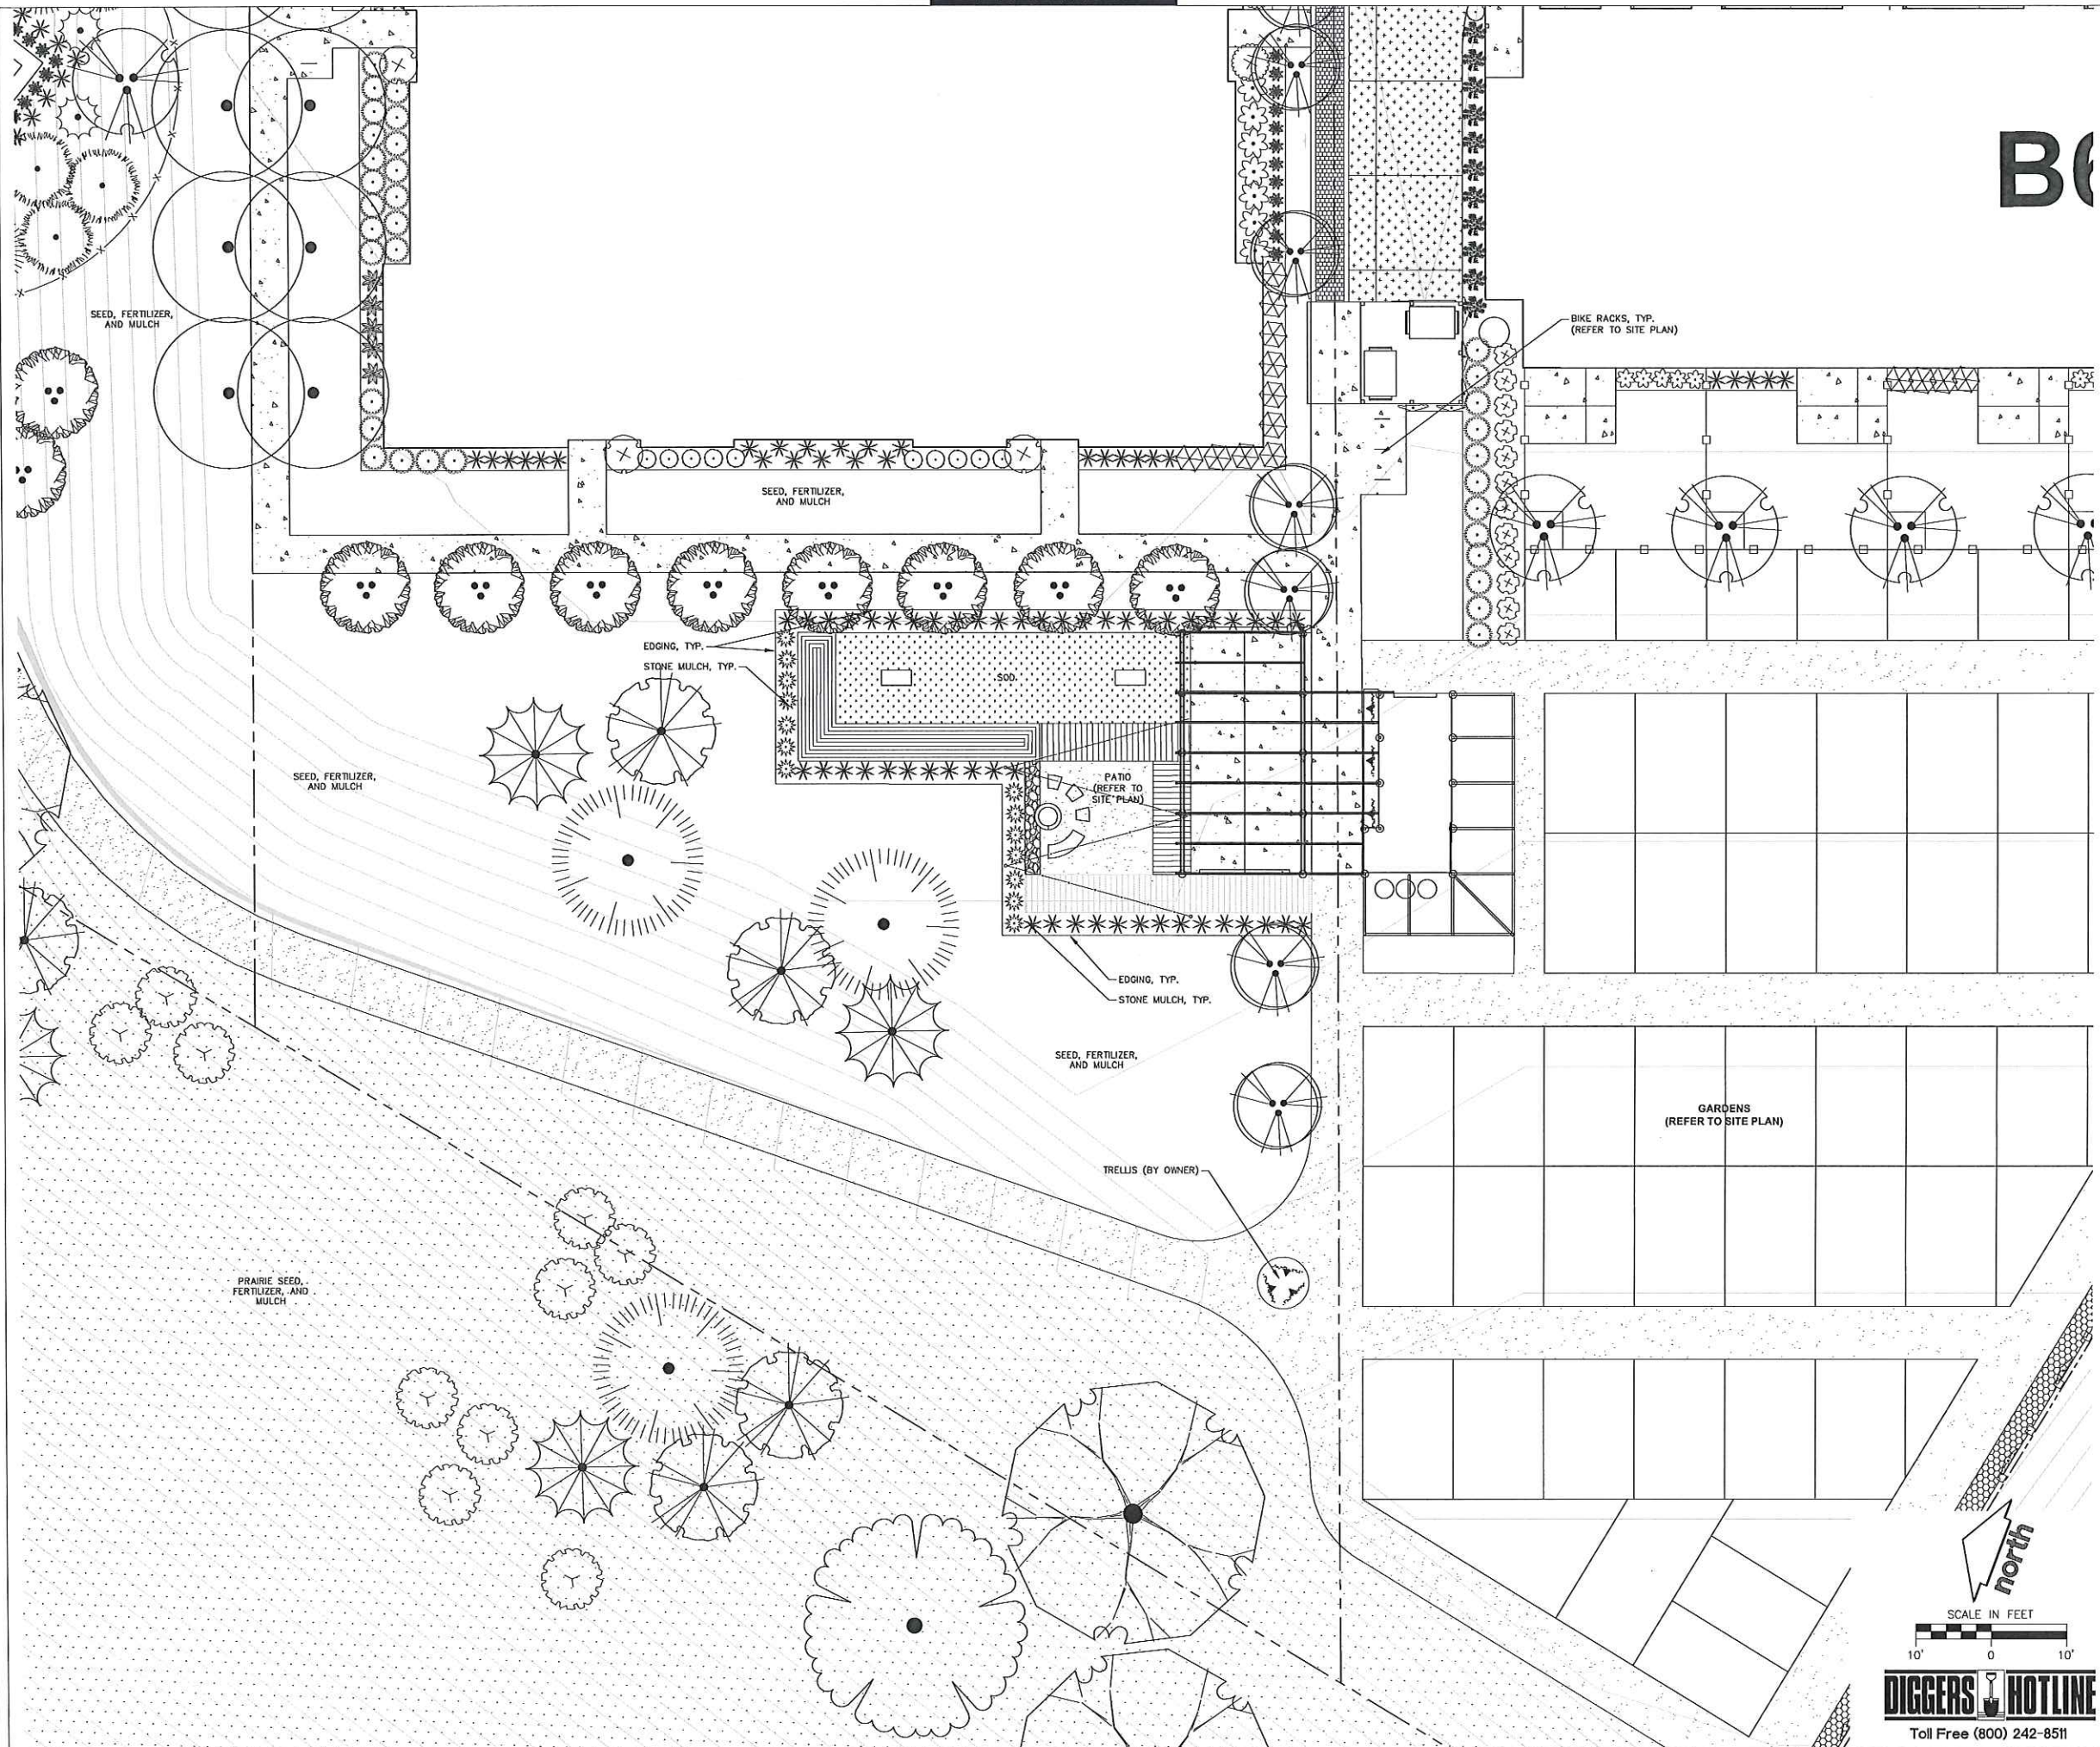 SEED, FERTILIZER,
AND MULCH
BIKE RACKS, TYP.
(REFER TO SITE PLAN)
SEED, FERTILIZER,
AND MULCH
EDGING, TYP.
STONE MULCH, TYP.
SOD
SEED, FERTILIZER,
AND MULCH
PATIO
(REFER TO
SITE PLAN)
EDGING, TYP.
STONE MULCH, TYP.
SEED, FERTILIZER,
AND MULCH
GARDENS
(REFER TO SITE PLAN)
TRELLIS (BY OWNER)
PRAIRIE SEED,
FERTILIZER, AND
MULCH
north
SCALE IN FEET
10' 0 10'
DIGGERS HOTLINE
Toll Free (800) 242-8511